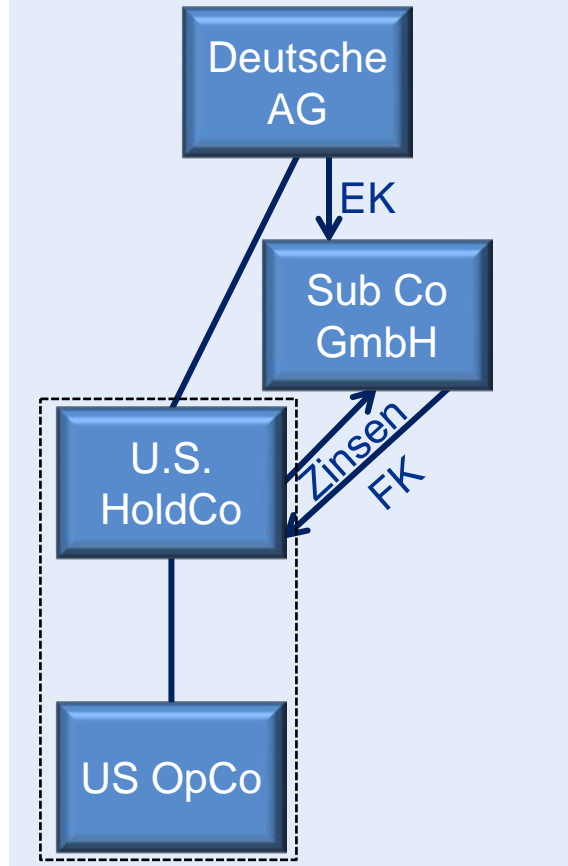 Deutsche
AG
EK
Sub Co
GmbH
U.S.
HoldCo
Zinsen
FK
US OpCo